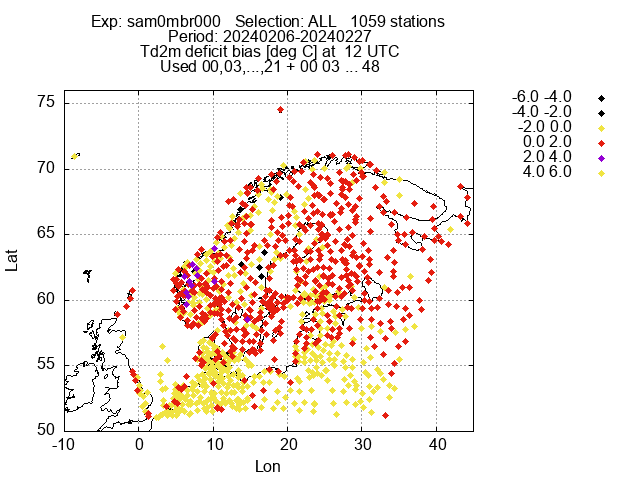 Exp: sam0mbr000 Selection: ALL 1059 stations
Period: 20240206-20240227
Td2m deficit bias [deg C] at 12 UTC
Used 00,03,...,21 + 00 03 ... 48
-6.0 -4.0
-4.0 -2.0
-2.0 0.0
0.0 2.0
2.0 4.0
4.0 6.0
75
70
65
60
55
50
Lat
-10 0 10 20 30 40
Lon